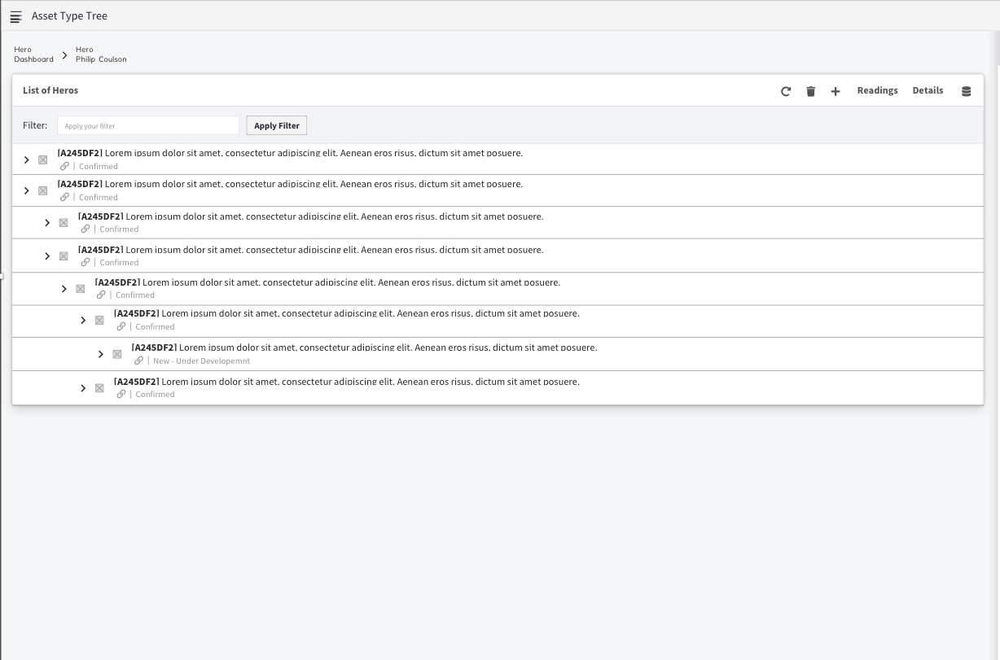 Asset Type Tree
Hero
Dashboard
Hero
Philip Coulson
List of Heros
Readings
Details
Filter:
Apply your filter
Apply Filter
[A245DF2] Lorem ipsum dolor sit amet, consectetur adipiscing elit. Aenean eros risus, dictum sit amet posuere.
| Confirmed
[A245DF2] Lorem ipsum dolor sit amet, consectetur adipiscing elit. Aenean eros risus, dictum sit amet posuere.
| Confirmed
[A245DF2] Lorem ipsum dolor sit amet, consectetur adipiscing elit. Aenean eros risus, dictum sit amet posuere.
| Confirmed
[A245DF2] Lorem ipsum dolor sit amet, consectetur adipiscing elit. Aenean eros risus, dictum sit amet posuere.
| Confirmed
[A245DF2] Lorem ipsum dolor sit amet, consectetur adipiscing elit. Aenean eros risus, dictum sit amet posuere.
| Confirmed
[A245DF2] Lorem ipsum dolor sit amet, consectetur adipiscing elit. Aenean eros risus, dictum sit amet posuere.
| Confirmed
[A245DF2] Lorem ipsum dolor sit amet, consectetur adipiscing elit. Aenean eros risus, dictum sit amet posuere.
| New - Under Developemnt
[A245DF2] Lorem ipsum dolor sit amet, consectetur adipiscing elit. Aenean eros risus, dictum sit amet posuere.
| Confirmed